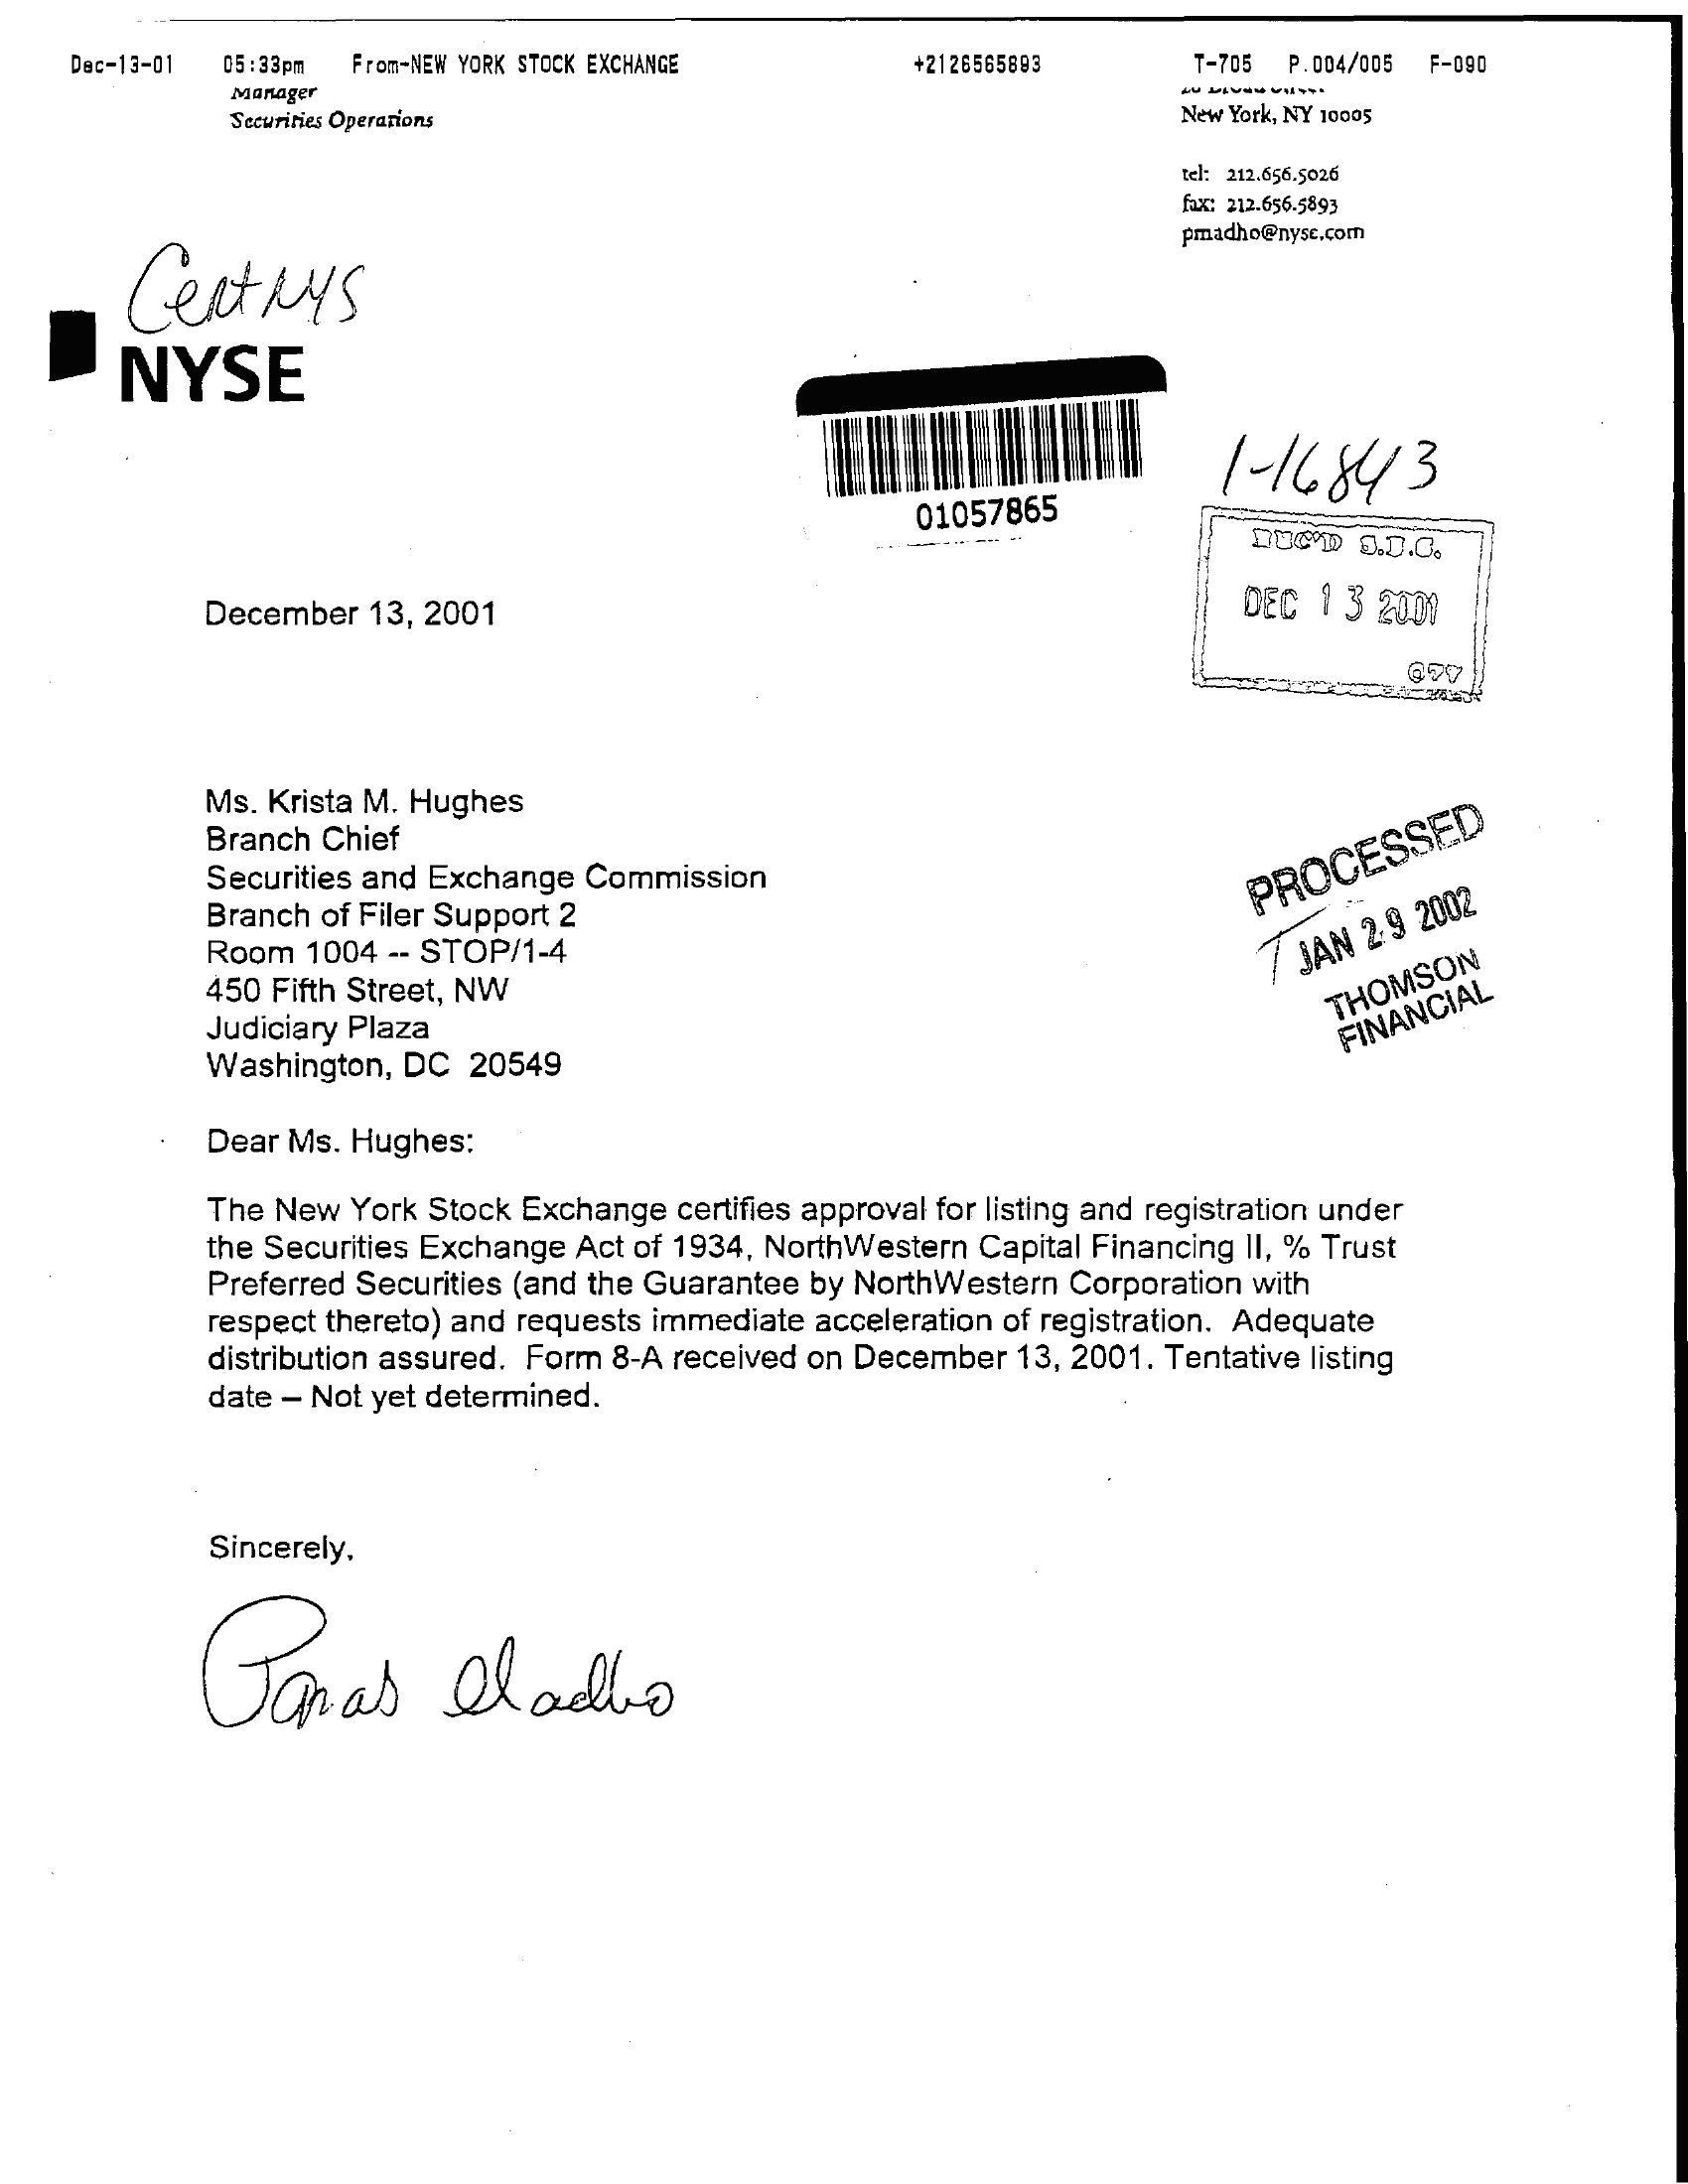 Dec-13-01 05:33pm From-NEW YORK STOCK EXCHANGE +2126565893 T-705 P.004/005 F-090
Manager
Securities Operations
New York, NY 10005
tel: 212.656.5026
fax: 212.656.5893
pmadho@nyse.com
Cert NYS
NYSE
01057865
1-16843
S.E.C.
DEC 13 2001
December 13, 2001
Ms. Krista M. Hughes
Branch Chief
Securities and Exchange Commission
Branch of Filer Support 2
Room 1004 -- STOP/1-4
450 Fifth Street, NW
Judiciary Plaza
Washington, DC 20549
PROCESSED
JAN 29 2002
THOMSON
FINANCIAL
Dear Ms. Hughes:
The New York Stock Exchange certifies approval for listing and registration under
the Securities Exchange Act of 1934, NorthWestern Capital Financing II, % Trust
Preferred Securities (and the Guarantee by NorthWestern Corporation with
respect thereto) and requests immediate acceleration of registration. Adequate
distribution assured. Form 8-A received on December 13, 2001. Tentative listing
date – Not yet determined.
Sincerely,
Madho